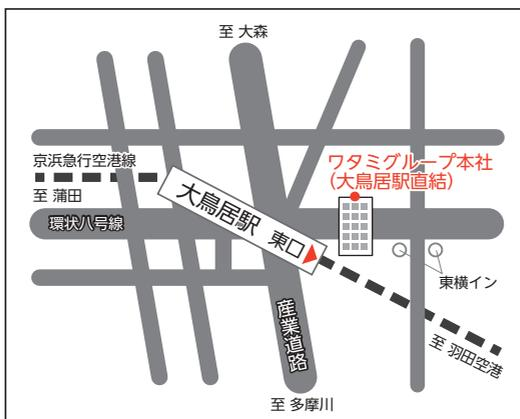 至 大森
京浜急行空港線
至 蒲田
ワタミグループ本社
（大鳥居駅直結）
大鳥居駅 東口
環状八号線
東横イン
産業道路
至 羽田空港
至 多摩川